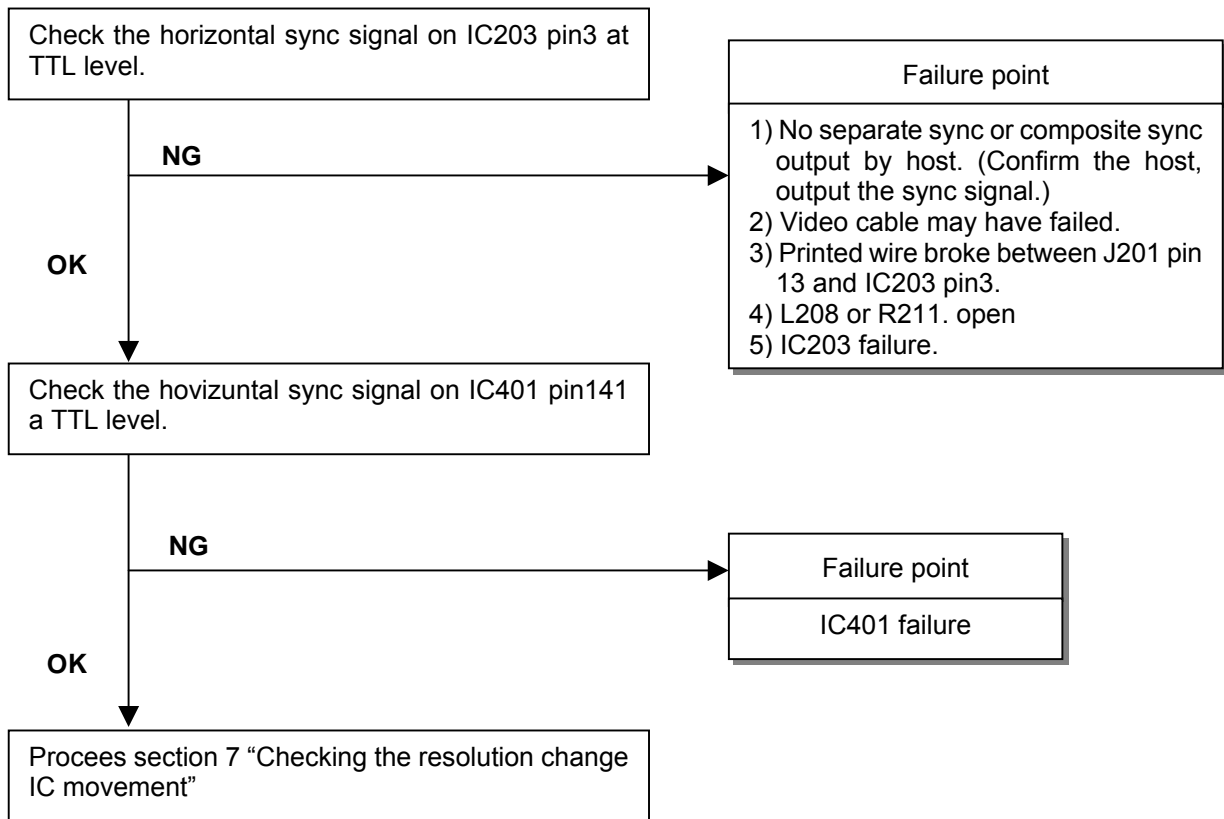 Check the horizontal sync signal on IC203 pin3 at
TTL level.
NG
Failure point
1) No separate sync or composite sync
output by host. (Confirm the host,
output the sync signal.)
2) Video cable may have failed.
3) Printed wire broke between J201 pin
13 and IC203 pin3.
4) L208 or R211. open
5) IC203 failure.
OK
Check the hovizuntal sync signal on IC401 pin141
a TTL level.
NG
Failure point
IC401 failure
OK
Procees section 7 “Checking the resolution change
IC movement”